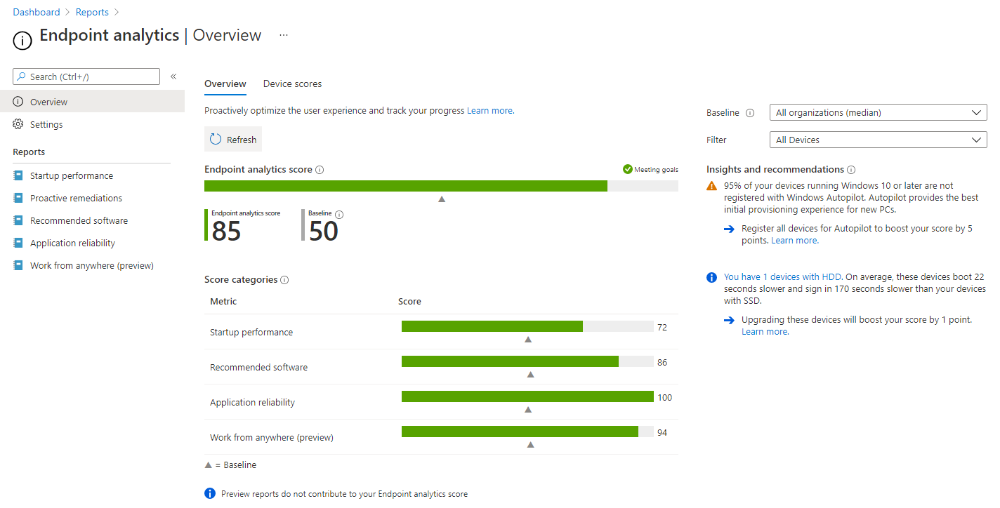 Dashboard > Reports >
Endpoint analytics | Overview ...
Search (Ctrl+/) «
Overview
Settings
Reports
Startup performance
Proactive remediations
Recommended software
Application reliability
Work from anywhere (preview)
Overview Device scores
Proactively optimize the user experience and track your progress Learn more.
Refresh
Endpoint analytics score
Meeting goals
Endpoint analytics score
85
Baseline
50
Score categories
Metric Score
Startup performance 72
Recommended software 86
Application reliability 100
Work from anywhere (preview) 94
▲ = Baseline
Preview reports do not contribute to your Endpoint analytics score
Baseline All organizations (median)
Filter All Devices
Insights and recommendations
95% of your devices running Windows 10 or later are not
registered with Windows Autopilot. Autopilot provides the best
initial provisioning experience for new PCs.
Register all devices for Autopilot to boost your score by 5
points. Learn more.
You have 1 devices with HDD. On average, these devices boot 22
seconds slower and sign in 170 seconds slower than your devices
with SSD.
Upgrading these devices will boost your score by 1 point.
Learn more.